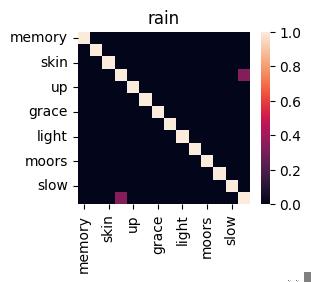 rain
memory
skin
up
grace
light
moors
slow
1.0
0.8
0.6
0.4
0.2
0.0
memory
skin
up
grace
light
moors
slow